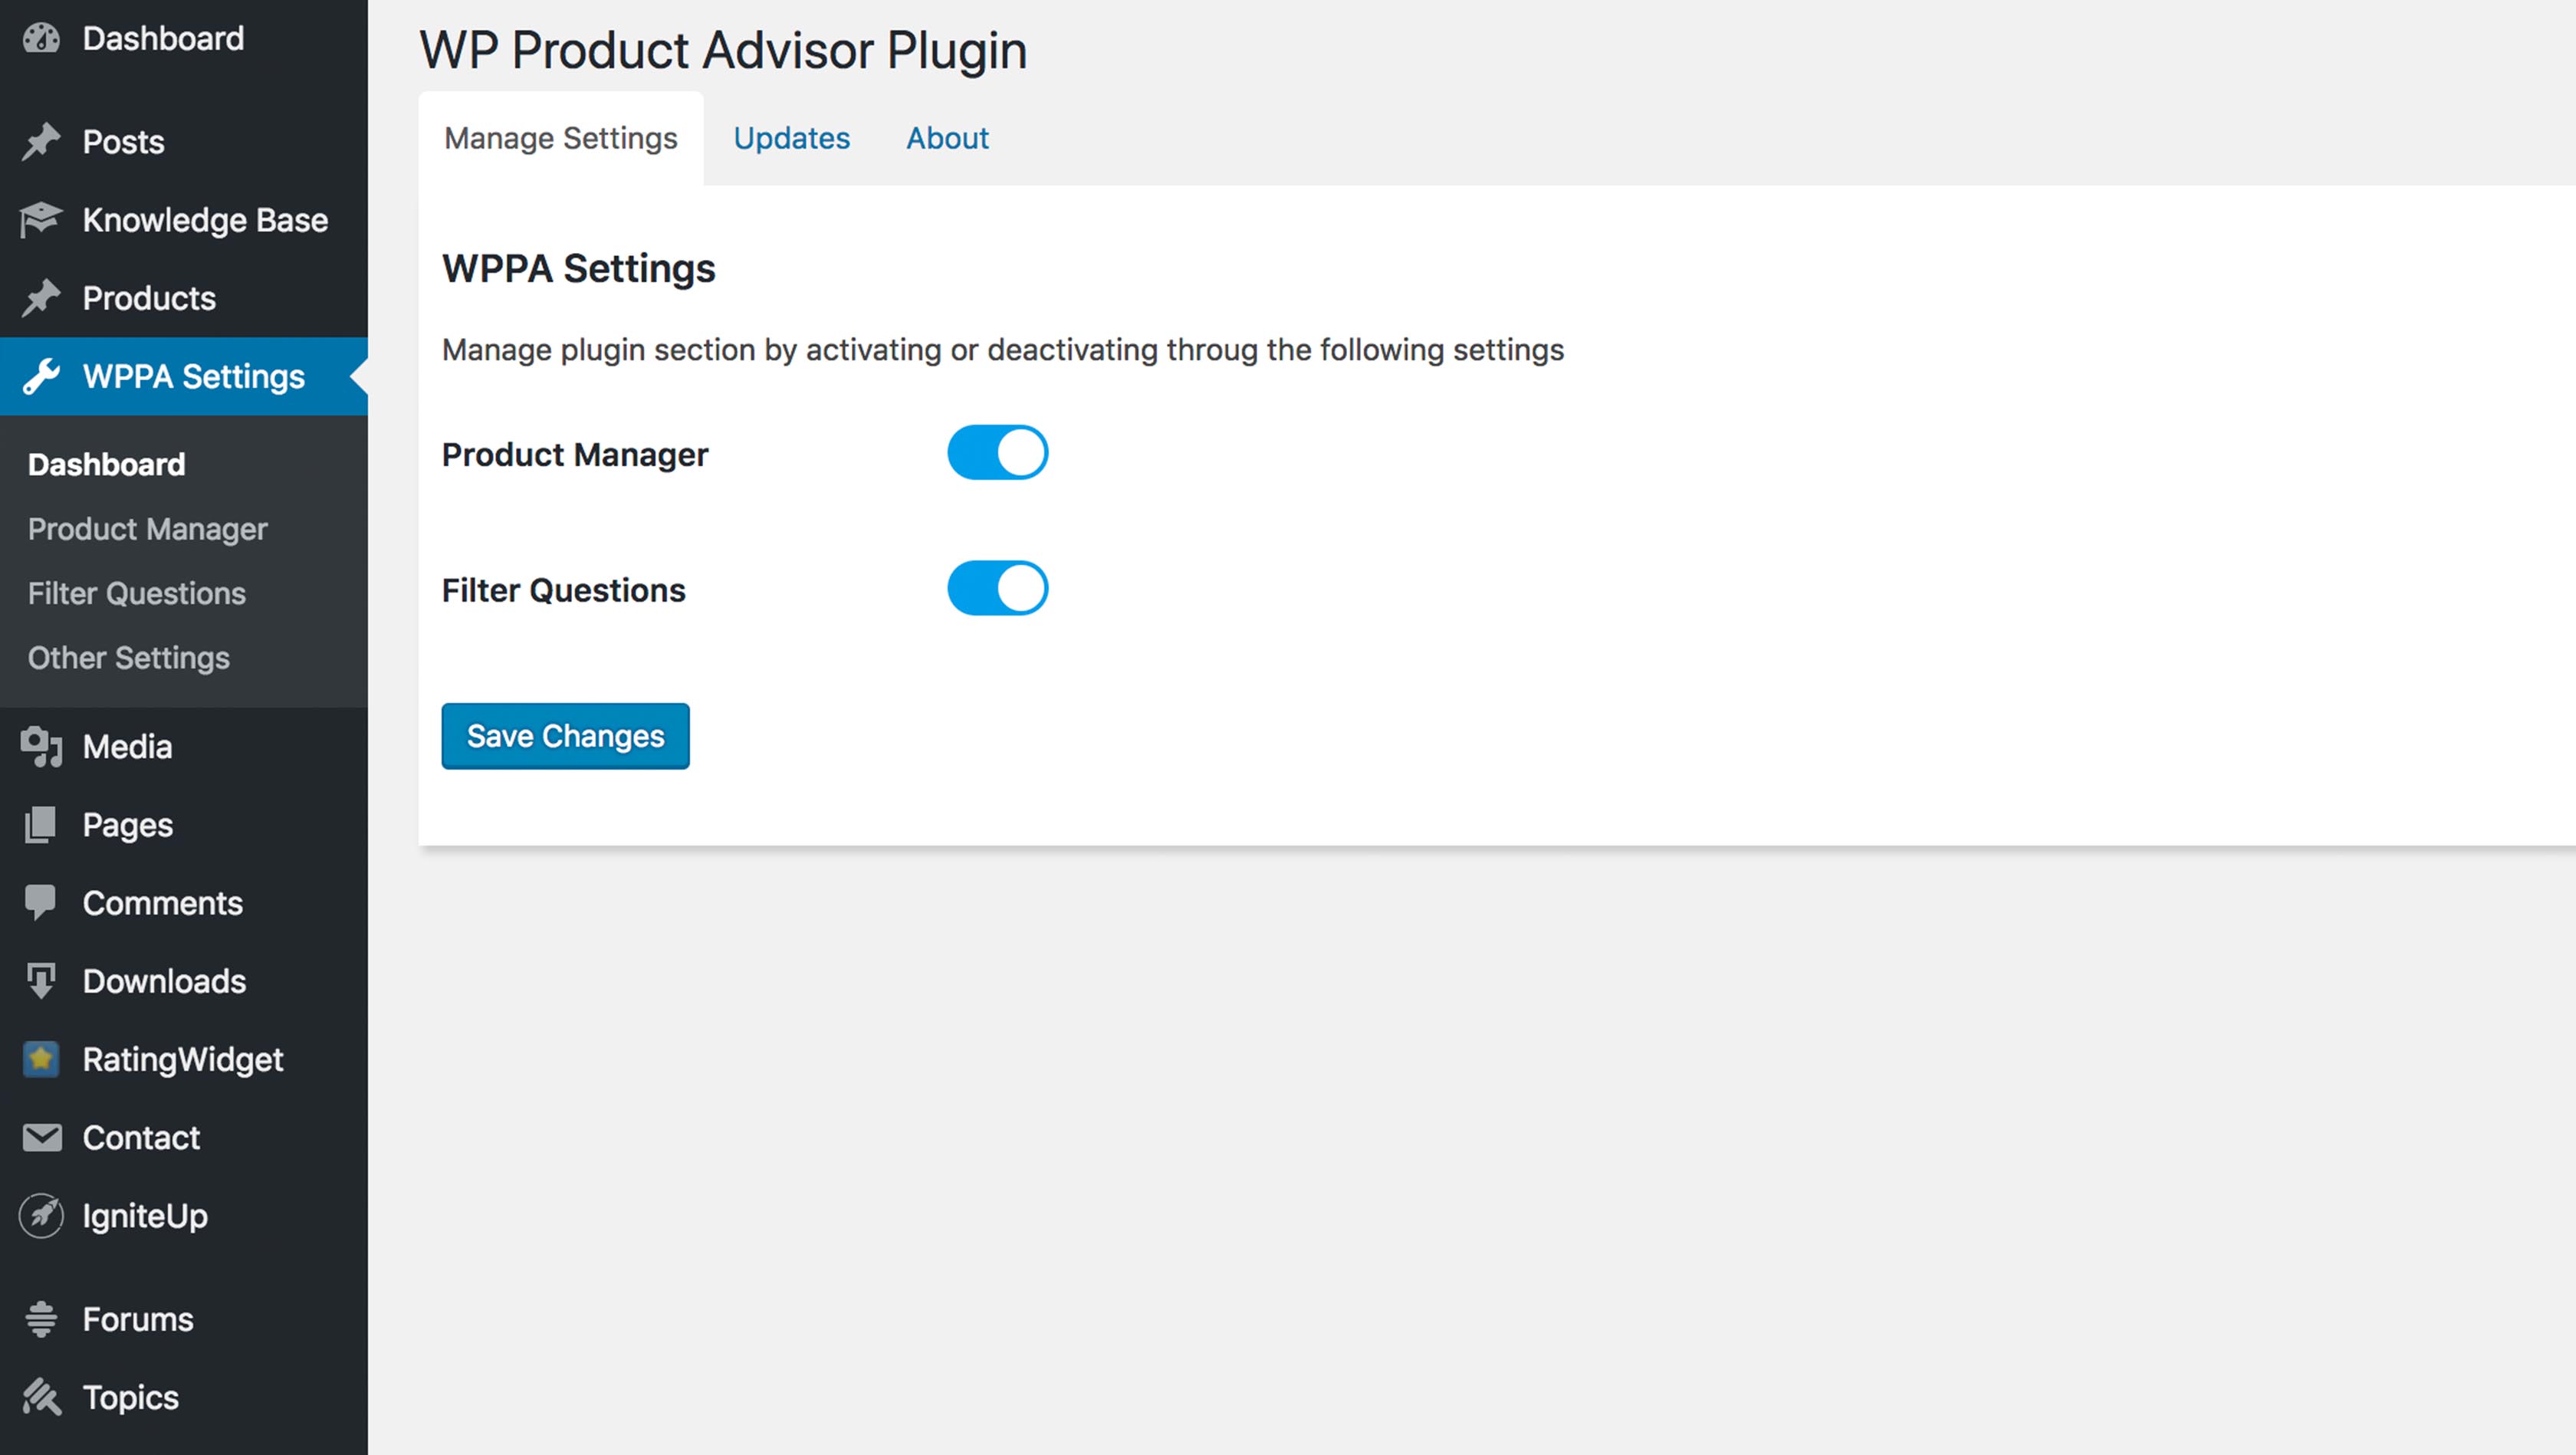 Dashboard
Posts
Knowledge Base
Products
WPPA Settings
Dashboard
Product Manager
Filter Questions
Other Settings
Media
Pages
Comments
Downloads
RatingWidget
Contact
IgniteUp
Forums
Topics
WP Product Advisor Plugin
Manage Settings
Updates
About
WPPA Settings
Manage plugin section by activating or deactivating throug the following settings
Product Manager
Filter Questions
Save Changes